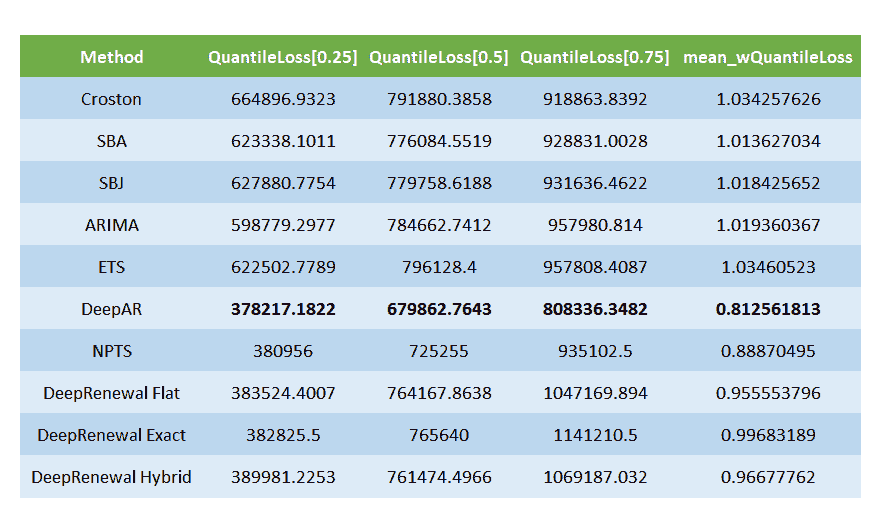 Method QuantileLoss[0.25] QuantileLoss[0.5] QuantileLoss[0.75] mean_wQuantileLoss
Croston 664896.9323 791880.3858 918863.8392 1.034257626
SBA 623338.1011 776084.5519 928831.0028 1.013627034
SBJ 627880.7754 779758.6188 931636.4622 1.018425652
ARIMA 598779.2977 784662.7412 957980.814 1.019360367
ETS 622502.7789 796128.4 957808.4087 1.03460523
DeepAR 378217.1822 679862.7643 808336.3482 0.812561813
NPTS 380956 725255 935102.5 0.88870495
DeepRenewal Flat 383524.4007 764167.8638 1047169.894 0.955553796
DeepRenewal Exact 382825.5 765640 1141210.5 0.99683189
DeepRenewal Hybrid 389981.2253 761474.4966 1069187.032 0.96677762